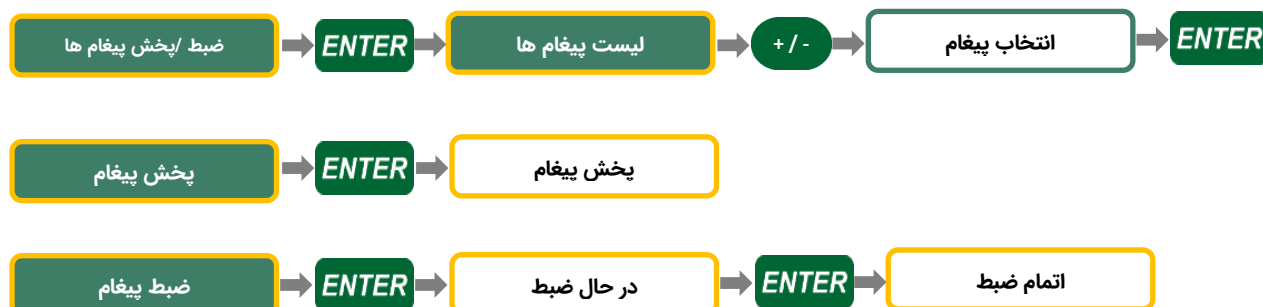 ضبط /پخش پیغام ها
ENTER
لیست پیغام ها
+ / -
انتخاب پیغام
ENTER
پخش پیغام
ENTER
پخش پیغام
ضبط پیغام
ENTER
در حال ضبط
ENTER
اتمام ضبط